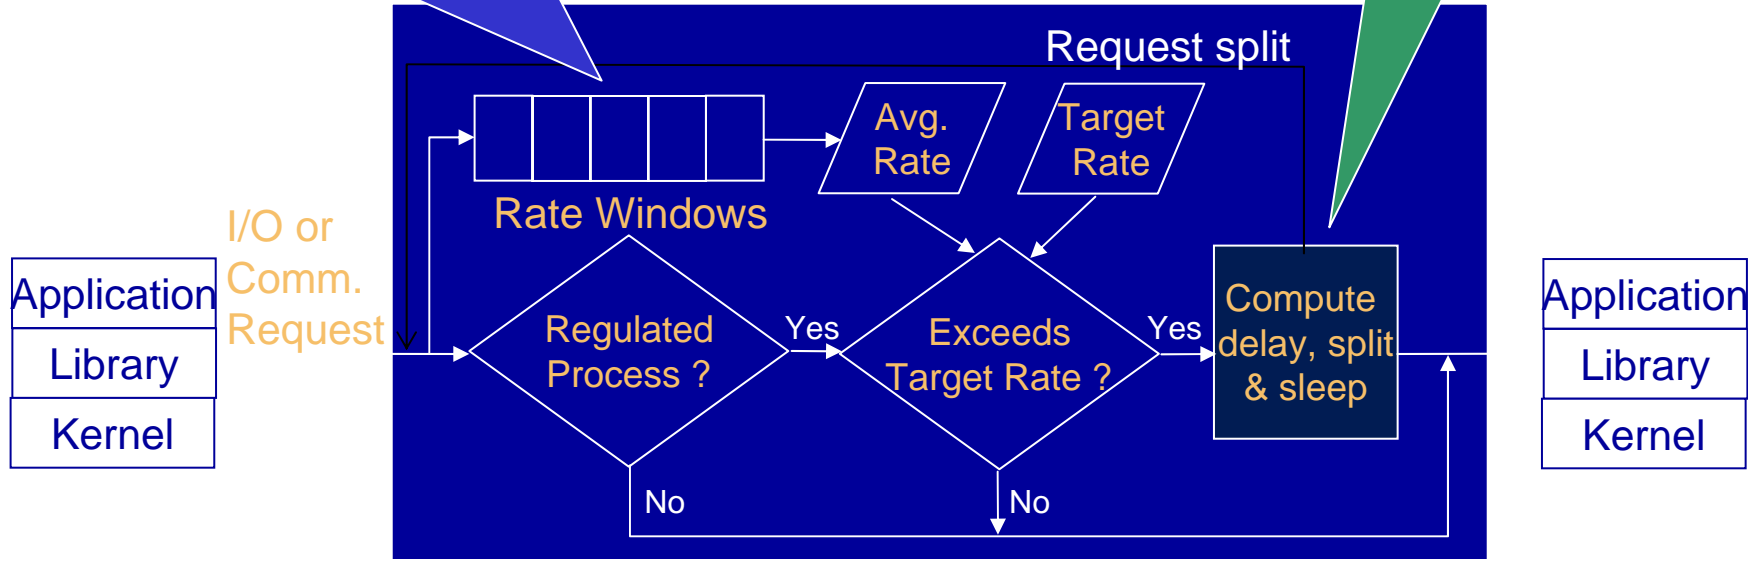 Request split
Avg.
Rate
Target
Rate
Rate Windows
I/O or
Comm.
Request
Application
Library
Kernel
Regulated
Process ?
Yes
No
Exceeds
Target Rate ?
Yes
No
Compute
delay, split
& sleep
Application
Library
Kernel